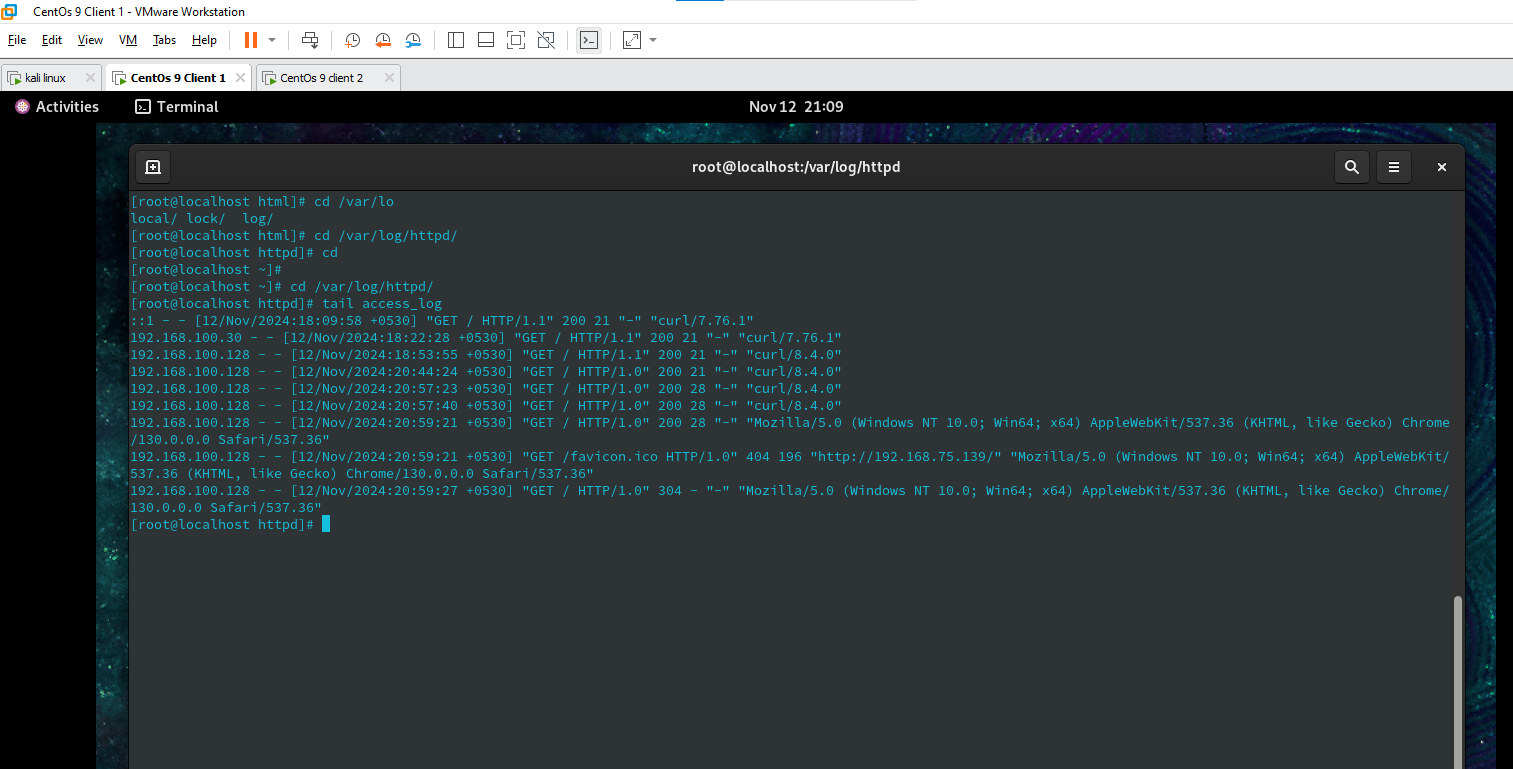 CentOs 9 Client 1 - VMware Workstation
File Edit View VM Tabs Help
kali linux CentOs 9 Client 1 CentOs 9 client 2
Activities Terminal Nov 12 21:09
root@localhost:/var/log/httpd
[root@localhost html]# cd /var/lo
local/ lock/  log/
[root@localhost html]# cd /var/log/httpd/
[root@localhost httpd]# cd
[root@localhost ~]#
[root@localhost ~]# cd /var/log/httpd/
[root@localhost httpd]# tail access_log
::1 - - [12/Nov/2024:18:09:58 +0530] "GET / HTTP/1.1" 200 21 "-" "curl/7.76.1"
192.168.100.30 - - [12/Nov/2024:18:22:28 +0530] "GET / HTTP/1.1" 200 21 "-" "curl/7.76.1"
192.168.100.128 - - [12/Nov/2024:18:53:55 +0530] "GET / HTTP/1.1" 200 21 "-" "curl/8.4.0"
192.168.100.128 - - [12/Nov/2024:20:44:24 +0530] "GET / HTTP/1.0" 200 21 "-" "curl/8.4.0"
192.168.100.128 - - [12/Nov/2024:20:57:23 +0530] "GET / HTTP/1.0" 200 28 "-" "curl/8.4.0"
192.168.100.128 - - [12/Nov/2024:20:57:40 +0530] "GET / HTTP/1.0" 200 28 "-" "curl/8.4.0"
192.168.100.128 - - [12/Nov/2024:20:59:21 +0530] "GET / HTTP/1.0" 200 28 "-" "Mozilla/5.0 (Windows NT 10.0; Win64; x64) AppleWebKit/537.36 (KHTML, like Gecko) Chrome
/130.0.0.0 Safari/537.36"
192.168.100.128 - - [12/Nov/2024:20:59:21 +0530] "GET /favicon.ico HTTP/1.0" 404 196 "http://192.168.75.139/" "Mozilla/5.0 (Windows NT 10.0; Win64; x64) AppleWebKit/
537.36 (KHTML, like Gecko) Chrome/130.0.0.0 Safari/537.36"
192.168.100.128 - - [12/Nov/2024:20:59:27 +0530] "GET / HTTP/1.0" 304 - "-" "Mozilla/5.0 (Windows NT 10.0; Win64; x64) AppleWebKit/537.36 (KHTML, like Gecko) Chrome/
130.0.0.0 Safari/537.36"
[root@localhost httpd]#